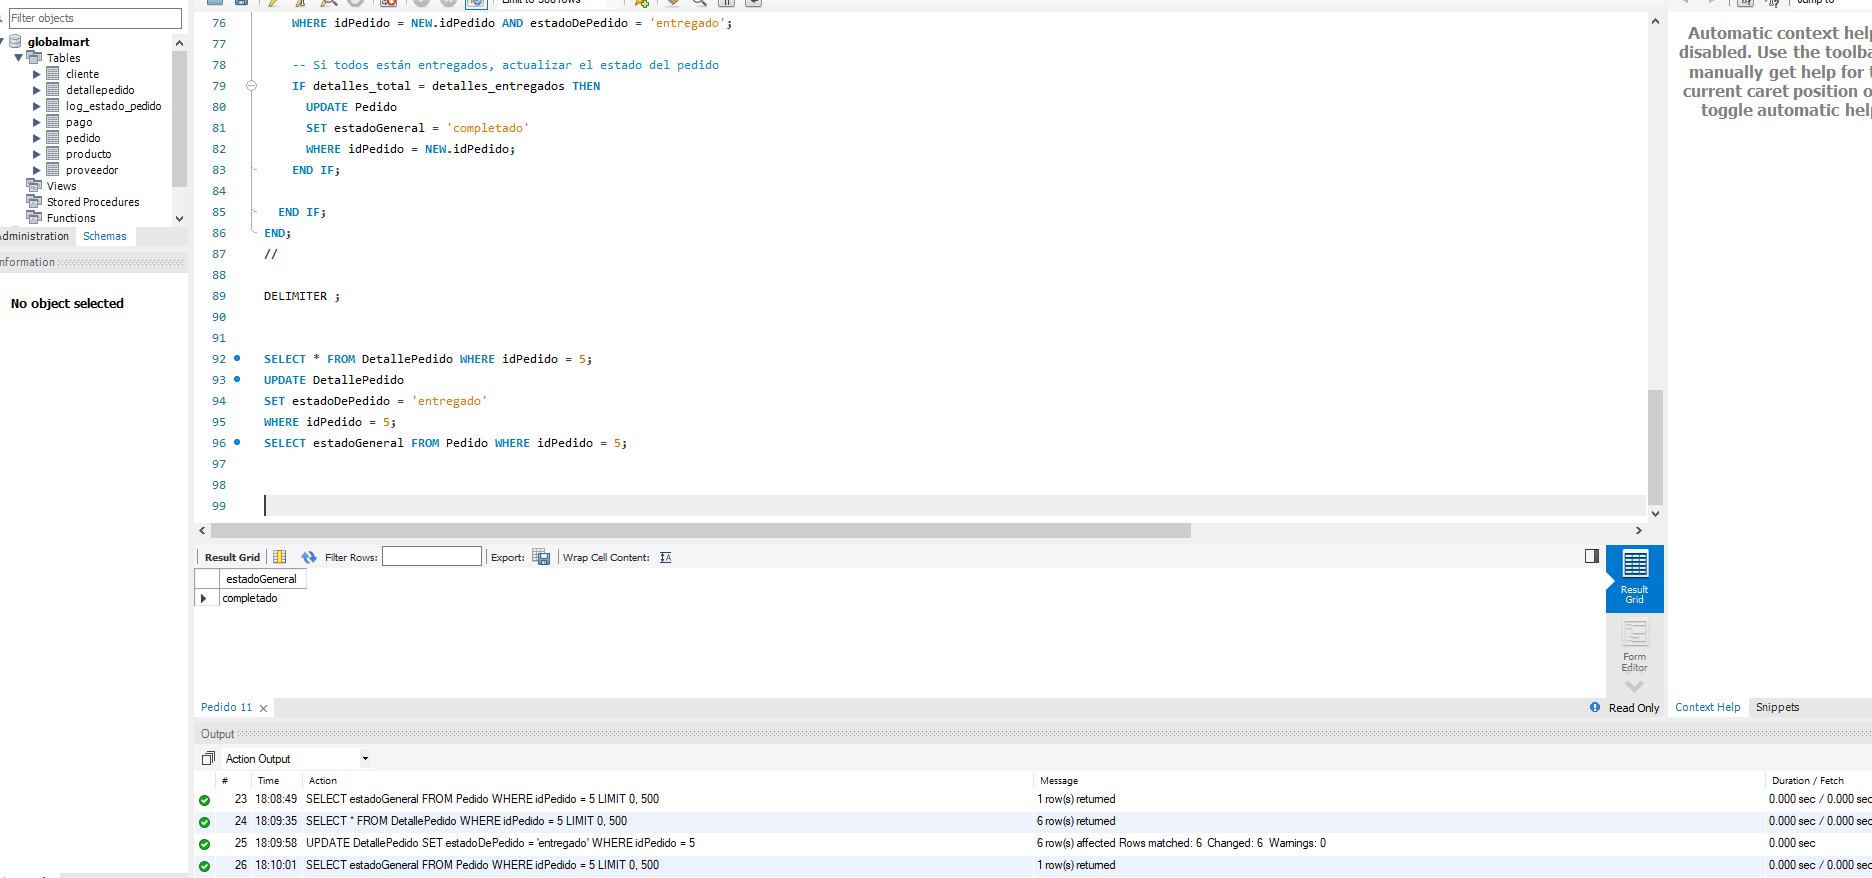 Filter objects
globalmart
Tables
cliente
detallepedido
log_estado_pedido
pago
pedido
producto
proveedor
Views
Stored Procedures
Functions
Administration Schemas
Information
No object selected
76 WHERE idPedido = NEW.idPedido AND estadoDePedido = 'entregado';
77
78 -- Si todos están entregados, actualizar el estado del pedido
79 IF detalles_total = detalles_entregados THEN
80 UPDATE Pedido
81 SET estadoGeneral = 'completado'
82 WHERE idPedido = NEW.idPedido;
83 END IF;
84
85 END IF;
86 END;
87 //
88
89 DELIMITER ;
90
91
92 SELECT * FROM DetallePedido WHERE idPedido = 5;
93 UPDATE DetallePedido
94 SET estadoDePedido = 'entregado'
95 WHERE idPedido = 5;
96 SELECT estadoGeneral FROM Pedido WHERE idPedido = 5;
97
98
99
Automatic context help
disabled. Use the toolba
manually get help for t
current caret position o
toggle automatic help
Result Grid Filter Rows: Export: Wrap Cell Content:
estadoGeneral
completado
Result
Grid
Form
Editor
Pedido 11
Read Only
Context Help Snippets
Output
Action Output
# Time Action Message Duration / Fetch
23 18:08:49 SELECT estadoGeneral FROM Pedido WHERE idPedido = 5 LIMIT 0, 500 1 row(s) returned 0.000 sec / 0.000 sec
24 18:09:35 SELECT * FROM DetallePedido WHERE idPedido = 5 LIMIT 0, 500 6 row(s) returned 0.000 sec / 0.000 sec
25 18:09:58 UPDATE DetallePedido SET estadoDePedido = 'entregado' WHERE idPedido = 5 6 row(s) affected Rows matched: 6 Changed: 6 Warnings: 0 0.000 sec
26 18:10:01 SELECT estadoGeneral FROM Pedido WHERE idPedido = 5 LIMIT 0, 500 1 row(s) returned 0.000 sec / 0.000 sec